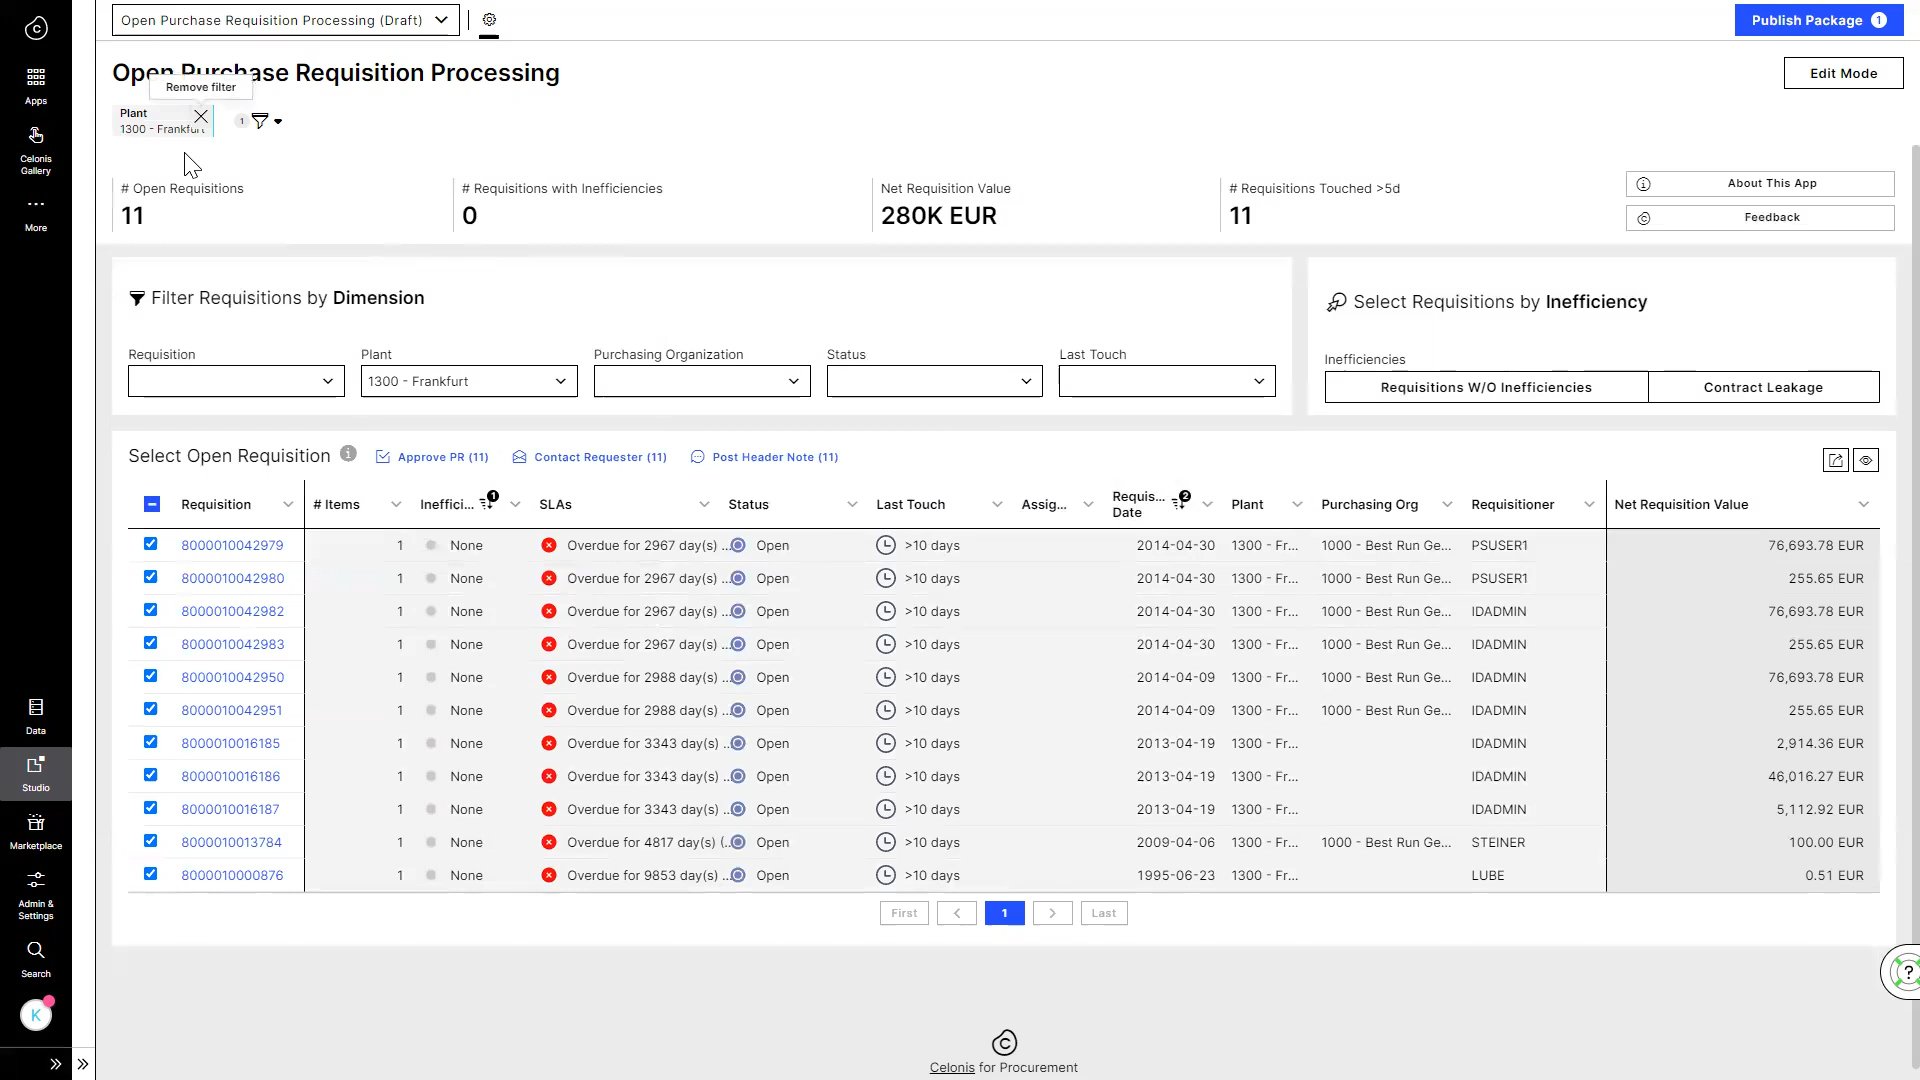 Open Purchase Requisition Processing (Draft)
Publish Package 1
Open Purchase Requisition Processing
Edit Mode
Remove filter
Plant
1300 - Frankfurt
1
Apps
Celonis
Gallery
More
# Open Requisitions
11
# Requisitions with Inefficiencies
0
Net Requisition Value
280K EUR
# Requisitions Touched >5d
11
About This App
Feedback
Filter Requisitions by Dimension
Requisition
Plant
1300 - Frankfurt
Purchasing Organization
Status
Last Touch
Select Requisitions by Inefficiency
Inefficiencies
Requisitions W/O Inefficiencies
Contract Leakage
Select Open Requisition
Approve PR (11)
Contact Requester (11)
Post Header Note (11)
Requisition # Items Ineffici... 1 SLAs Status Last Touch Assig... Requis... Date 2 Plant Purchasing Org Requisitioner Net Requisition Value
8000010042979 1 None Overdue for 2967 day(s) ... Open >10 days 2014-04-30 1300 - Fr... 1000 - Best Run Ge... PSUSER1 76,693.78 EUR
8000010042980 1 None Overdue for 2967 day(s) ... Open >10 days 2014-04-30 1300 - Fr... 1000 - Best Run Ge... PSUSER1 255.65 EUR
8000010042982 1 None Overdue for 2967 day(s) ... Open >10 days 2014-04-30 1300 - Fr... 1000 - Best Run Ge... IDADMIN 76,693.78 EUR
8000010042983 1 None Overdue for 2967 day(s) ... Open >10 days 2014-04-30 1300 - Fr... 1000 - Best Run Ge... IDADMIN 255.65 EUR
8000010042950 1 None Overdue for 2988 day(s) ... Open >10 days 2014-04-09 1300 - Fr... 1000 - Best Run Ge... IDADMIN 76,693.78 EUR
8000010042951 1 None Overdue for 2988 day(s) ... Open >10 days 2014-04-09 1300 - Fr... 1000 - Best Run Ge... IDADMIN 255.65 EUR
8000010016185 1 None Overdue for 3343 day(s) ... Open >10 days 2013-04-19 1300 - Fr... IDADMIN 2,914.36 EUR
8000010016186 1 None Overdue for 3343 day(s) ... Open >10 days 2013-04-19 1300 - Fr... IDADMIN 46,016.27 EUR
8000010016187 1 None Overdue for 3343 day(s) ... Open >10 days 2013-04-19 1300 - Fr... IDADMIN 5,112.92 EUR
8000010013784 1 None Overdue for 4817 day(s) (... Open >10 days 2009-04-06 1300 - Fr... 1000 - Best Run Ge... STEINER 100.00 EUR
8000010000876 1 None Overdue for 9853 day(s) ... Open >10 days 1995-06-23 1300 - Fr... LUBE 0.51 EUR
First < 1 > Last
Data
Studio
Marketplace
Admin &
Settings
Search
K
?
Celonis for Procurement